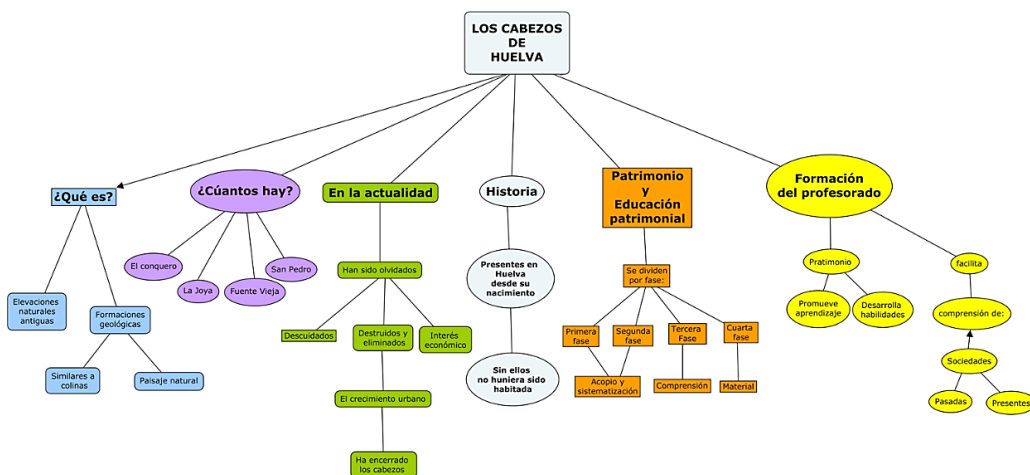 LOS CABEZOS
DE
HUELVA
¿Qué es?
Elevaciones
naturales
antiguas
Formaciones
geológicas
Similares a
colinas
Paisaje natural
¿Cúantos hay?
El conquero
La Joya
Fuente Vieja
San Pedro
En la actualidad
Han sido olvidados
Descuidados
Destruidos y
eliminados
Interés
económico
El crecimiento urbano
Ha encerrado
los cabezos
Historia
Presentes en
Huelva
desde su
nacimiento
Sin ellos
no huniera sido
habitada
Patrimonio
y
Educación
patrimonial
Se dividen
por fase:
Primera
fase
Segunda
fase
Tercera
Fase
Cuarta
fase
Acopio y
sistematización
Comprensión
Material
Formación
del profesorado
Pratimonio
Promueve
aprendizaje
Desarrolla
habilidades
facilita
comprensión de:
Sociedades
Pasadas
Presentes